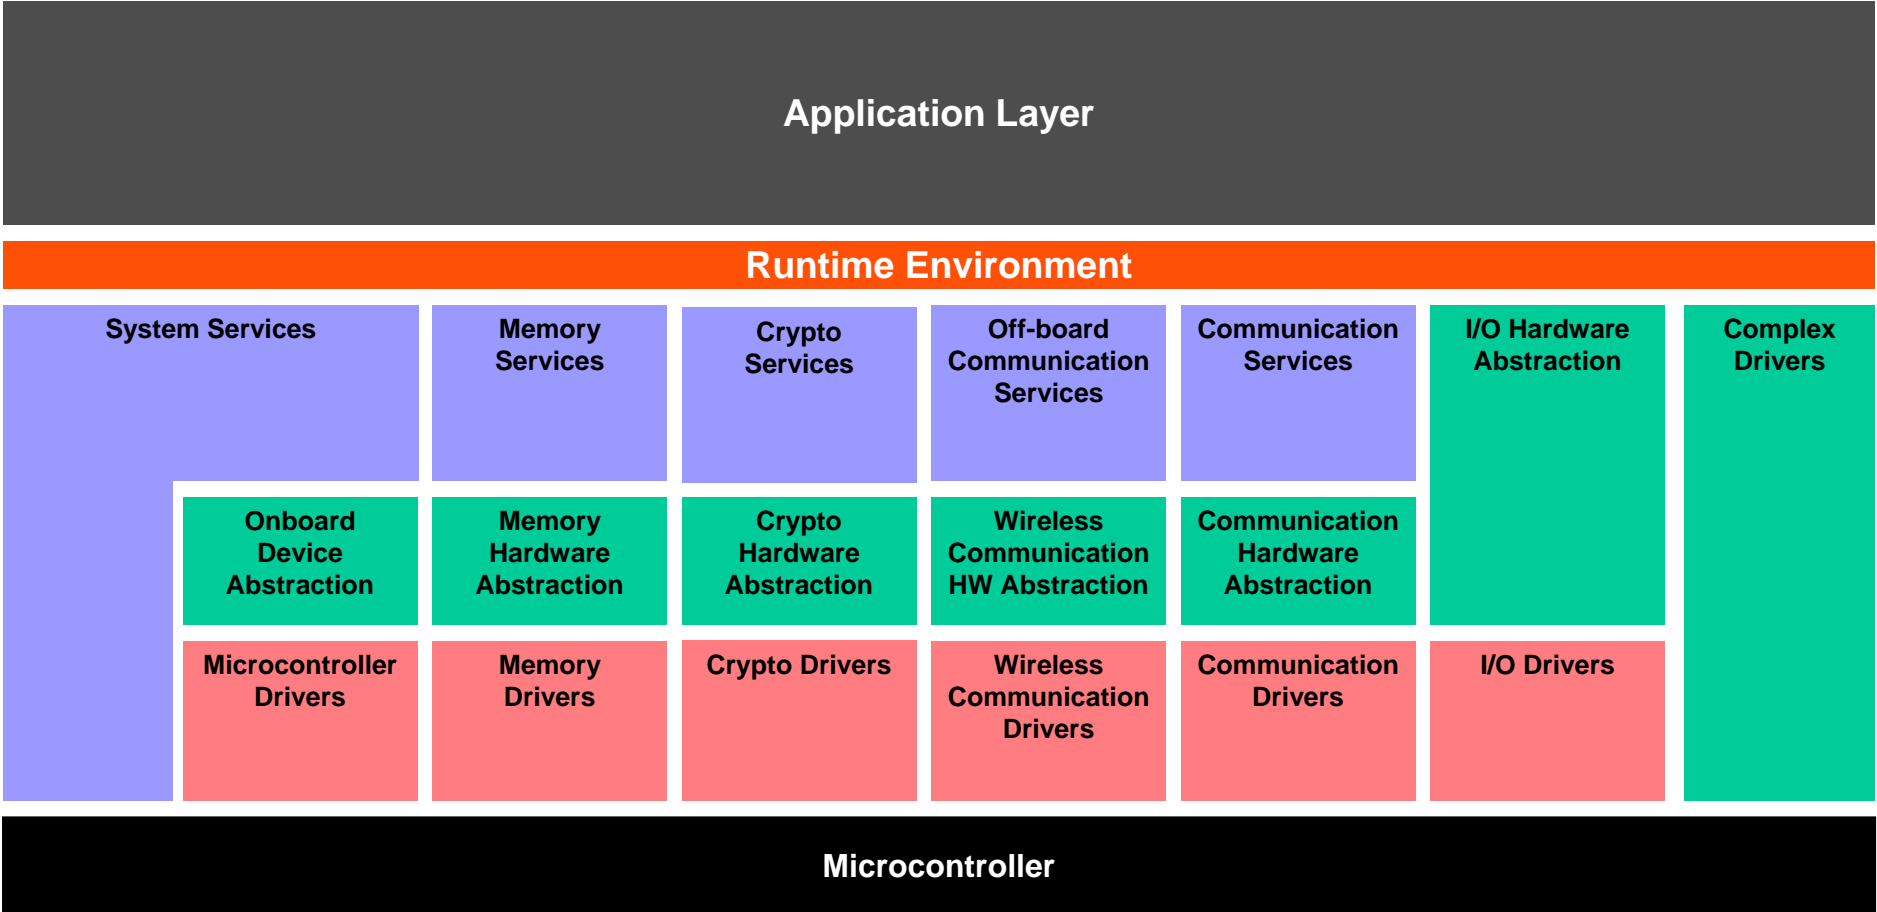 Application Layer
Runtime Environment
System Services
Memory
Services
Crypto
Services
Off-board
Communication
Services
Communication
Services
I/O Hardware
Abstraction
Complex
Drivers
Onboard
Device
Abstraction
Memory
Hardware
Abstraction
Crypto
Hardware
Abstraction
Wireless
Communication
HW Abstraction
Communication
Hardware
Abstraction
Microcontroller
Drivers
Memory
Drivers
Crypto Drivers
Wireless
Communication
Drivers
Communication
Drivers
I/O Drivers
Microcontroller